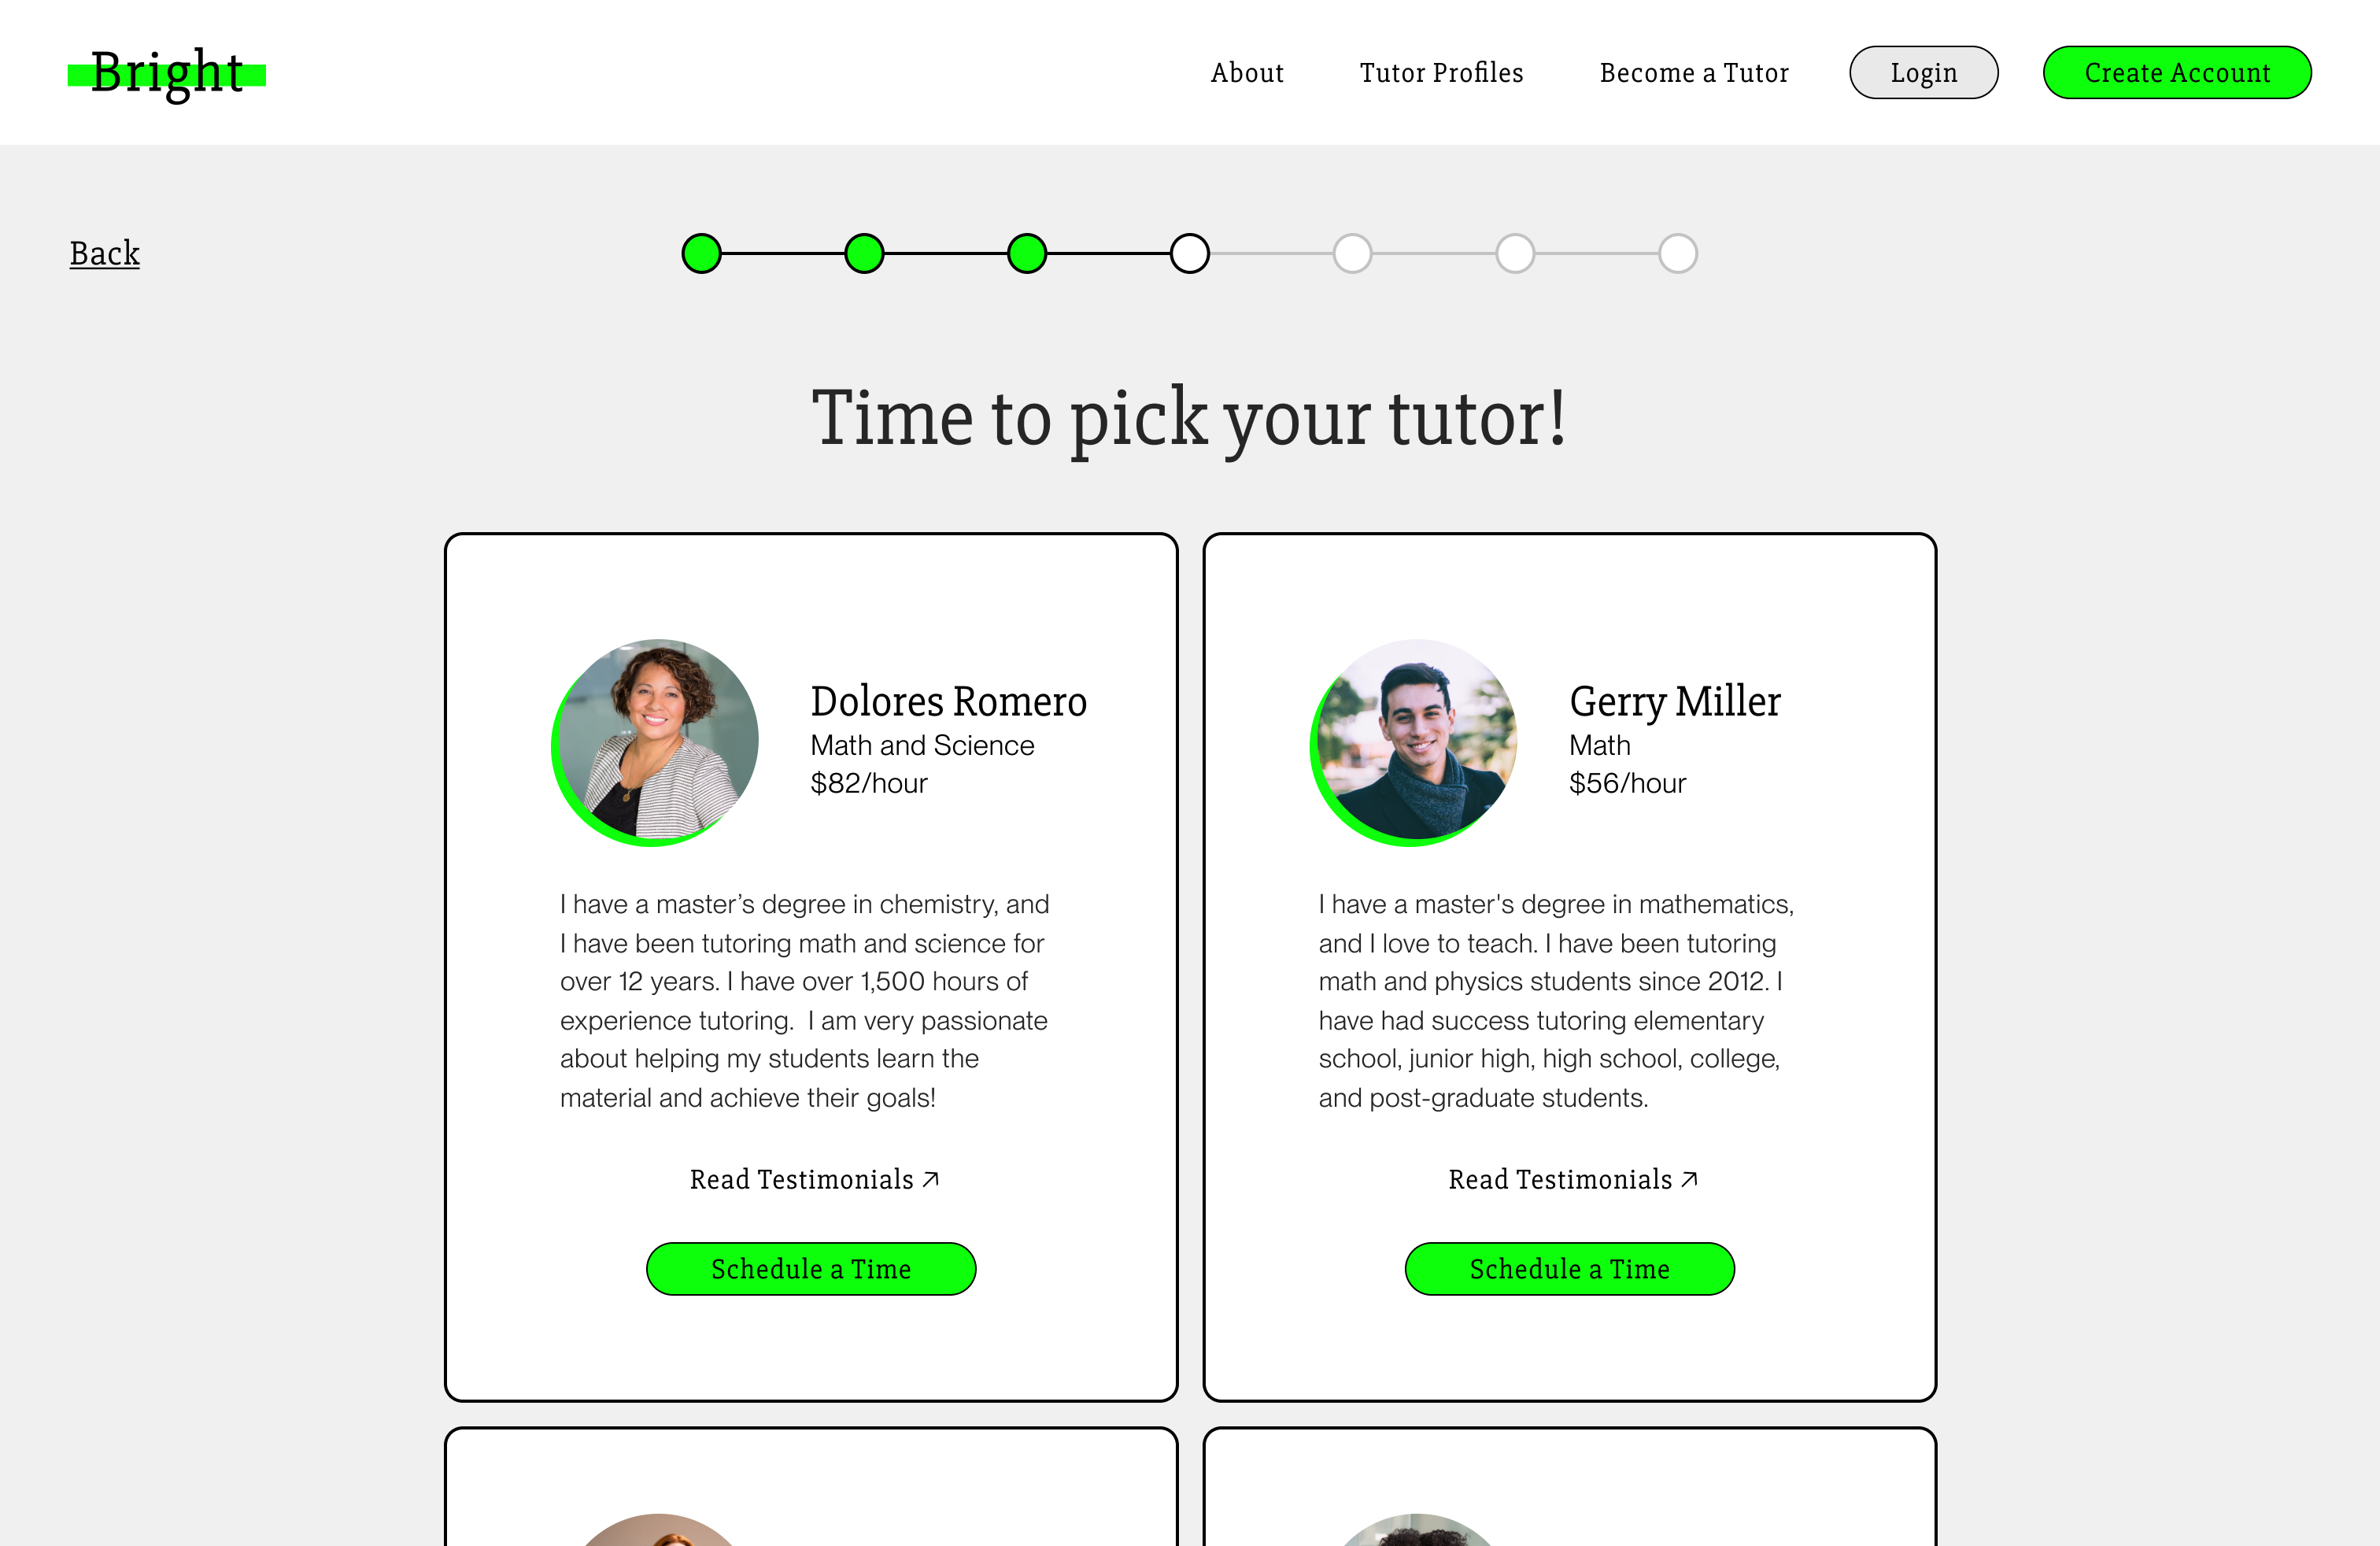 Bright
About
Tutor Profiles
Become a Tutor
Login
Create Account
Back
Time to pick your tutor!
Dolores Romero
Math and Science
$82/hour
I have a master’s degree in chemistry, and
I have been tutoring math and science for
over 12 years. I have over 1,500 hours of
experience tutoring.  I am very passionate
about helping my students learn the
material and achieve their goals!
Read Testimonials
Schedule a Time
Gerry Miller
Math
$56/hour
I have a master's degree in mathematics,
and I love to teach. I have been tutoring
math and physics students since 2012. I
have had success tutoring elementary
school, junior high, high school, college,
and post-graduate students.
Read Testimonials
Schedule a Time